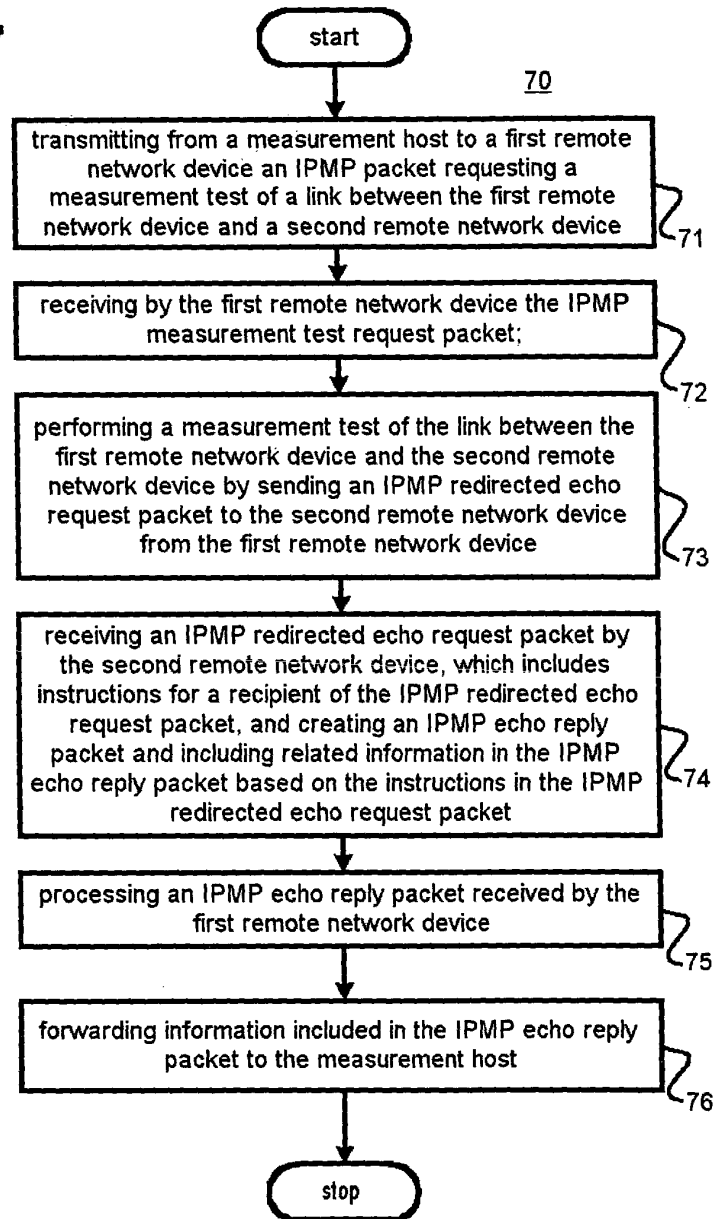 start
70
transmitting from a measurement host to a first remote
network device an IPMP packet requesting a
measurement test of a link between the first remote
network device and a second remote network device
71
receiving by the first remote network device the IPMP
measurement test request packet;
72
performing a measurement test of the link between the
first remote network device and the second remote
network device by sending an IPMP redirected echo
request packet to the second remote network device
from the first remote network device
73
receiving an IPMP redirected echo request packet by
the second remote network device, which includes
instructions for a recipient of the IPMP redirected echo
request packet, and creating an IPMP echo reply
packet and including related information in the IPMP
echo reply packet based on the instructions in the IPMP
redirected echo request packet
74
processing an IPMP echo reply packet received by the
first remote network device
75
forwarding information included in the IPMP echo reply
packet to the measurement host
76
stop